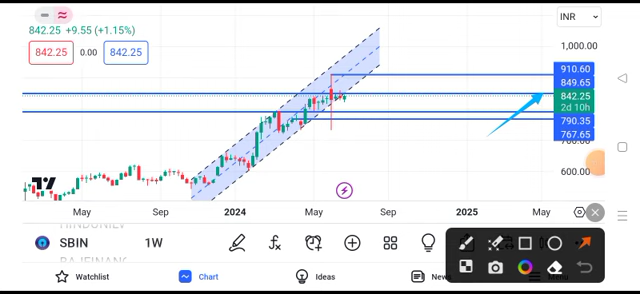 INR
842.25 +9.55 (+1.15%)
842.25 0.00 842.25
1,000.00
910.60
849.65
842.25
2d 10h
790.35
767.65
600.00
May Sep 2024 May Sep 2025 May
SBIN 1W
Watchlist Chart Ideas News